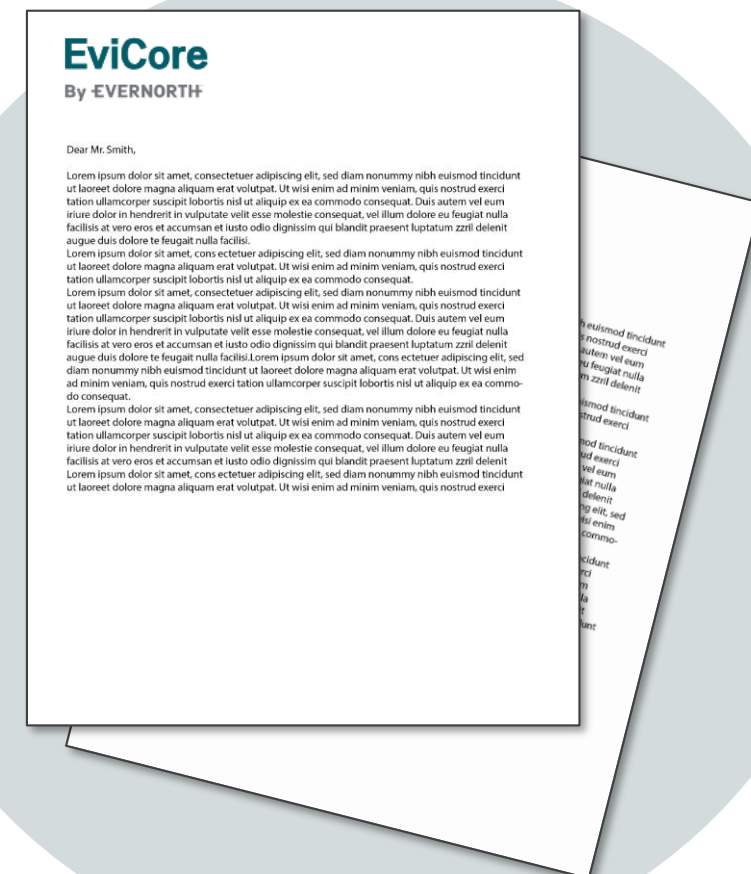 EviCore
By EVERNORTH
Dear Mr. Smith,
Lorem ipsum dolor sit amet, consectetuer adipiscing elit, sed diam nonummy nibh euismod tincidunt
ut laoreet dolore magna aliquam erat volutpat. Ut wisi enim ad minim veniam, quis nostrud exerci
tation ullamcorper suscipit lobortis nisl ut aliquip ex ea commodo consequat. Duis autem vel eum
iriure dolor in hendrerit in vulputate velit esse molestie consequat, vel illum dolore eu feugiat nulla
facilisis at vero eros et accumsan et iusto odio dignissim qui blandit praesent luptatum zzril delenit
augue duis dolore te feugait nulla facilisi.
Lorem ipsum dolor sit amet, cons ectetuer adipiscing elit, sed diam nonummy nibh euismod tincidunt
ut laoreet dolore magna aliquam erat volutpat. Ut wisi enim ad minim veniam, quis nostrud exerci
tation ullamcorper suscipit lobortis nisl ut aliquip ex ea commodo consequat.
Lorem ipsum dolor sit amet, consectetuer adipiscing elit, sed diam nonummy nibh euismod tincidunt
ut laoreet dolore magna aliquam erat volutpat. Ut wisi enim ad minim veniam, quis nostrud exerci
tation ullamcorper suscipit lobortis nisl ut aliquip ex ea commodo consequat. Duis autem vel eum
iriure dolor in hendrerit in vulputate velit esse molestie consequat, vel illum dolore eu feugiat nulla
facilisis at vero eros et accumsan et iusto odio dignissim qui blandit praesent luptatum zzril delenit
augue duis dolore te feugait nulla facilisi.Lorem ipsum dolor sit amet, cons ectetuer adipiscing elit, sed
diam nonummy nibh euismod tincidunt ut laoreet dolore magna aliquam erat volutpat. Ut wisi enim
ad minim veniam, quis nostrud exerci tation ullamcorper suscipit lobortis nisl ut aliquip ex ea commo-
do consequat.
Lorem ipsum dolor sit amet, consectetuer adipiscing elit, sed diam nonummy nibh euismod tincidunt
ut laoreet dolore magna aliquam erat volutpat. Ut wisi enim ad minim veniam, quis nostrud exerci
tation ullamcorper suscipit lobortis nisl ut aliquip ex ea commodo consequat. Duis autem vel eum
iriure dolor in hendrerit in vulputate velit esse molestie consequat, vel illum dolore eu feugiat nulla
facilisis at vero eros et accumsan et iusto odio dignissim qui blandit praesent luptatum zzril delenit
Lorem ipsum dolor sit amet, cons ectetuer adipiscing elit, sed diam nonummy nibh euismod tincidunt
ut laoreet dolore magna aliquam erat volutpat. Ut wisi enim ad minim veniam, quis nostrud exerci
h euismod tincidunt
nostrud exerci
autem vel eum
eu feugiat nulla
zzril delenit
tincidunt
exerci
tincidunt
exerci
vel eum
nulla
delenit
elit, sed
enim
commo-